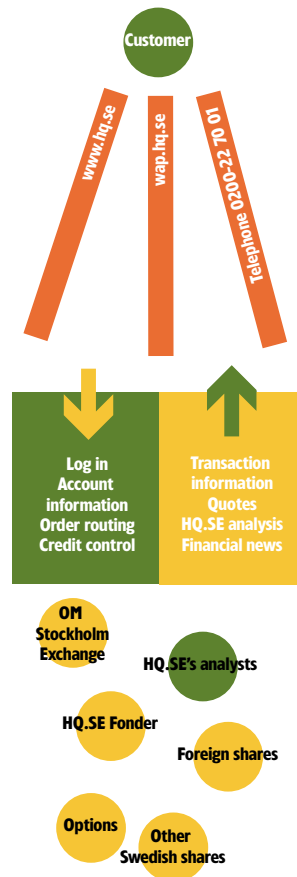 Customer
www.hq.se
wap.hq.se
Telephone 0200-22 70 01
Log in
Account
information
Order routing
Credit control
Transaction
information
Quotes
HQ.SE analysis
Financial news
OM
Stockholm
Exchange
HQ.SE's analysts
HQ.SE Fonder
Foreign shares
Options
Other
Swedish shares